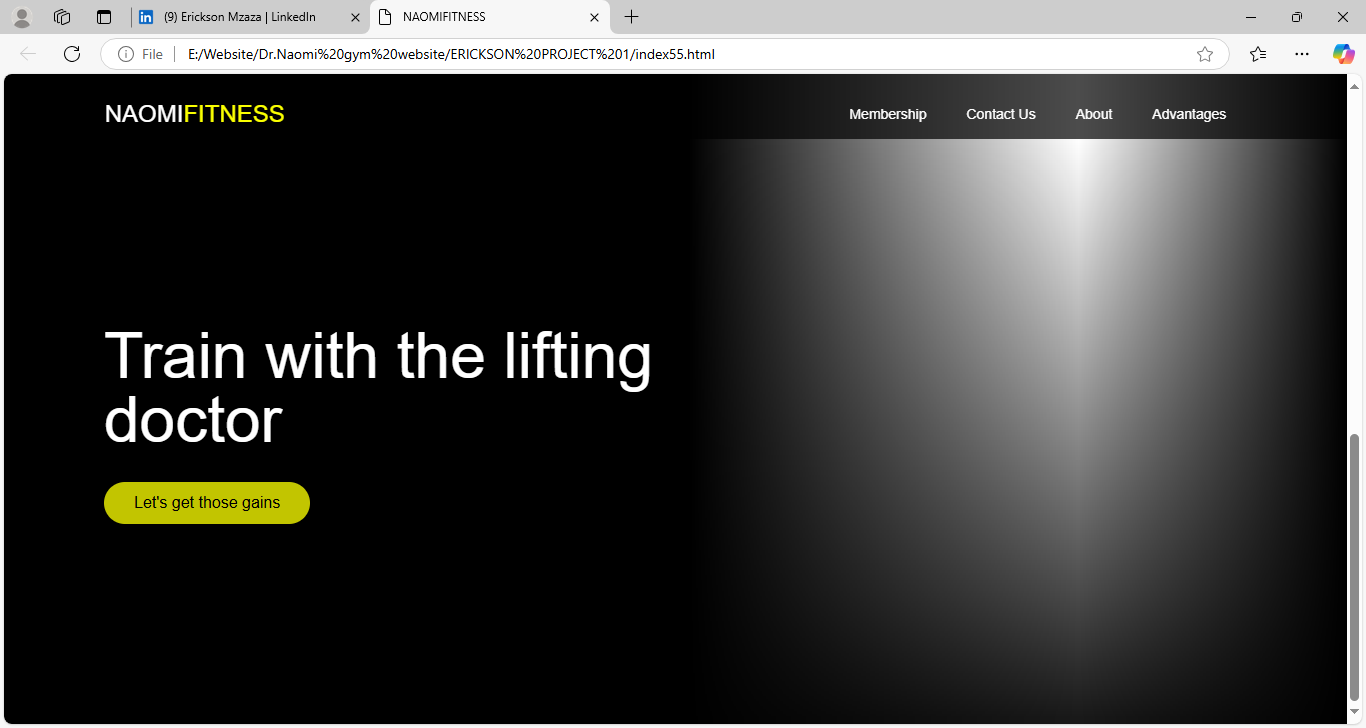 (9) Erickson Mzaza | LinkedIn
NAOMIFITNESS
File
E:/Website/Dr.Naomi%20gym%20website/ERICKSON%20PROJECT%201/index55.html
NAOMIFITNESS
Membership
Contact Us
About
Advantages
Train with the lifting
doctor
Let's get those gains